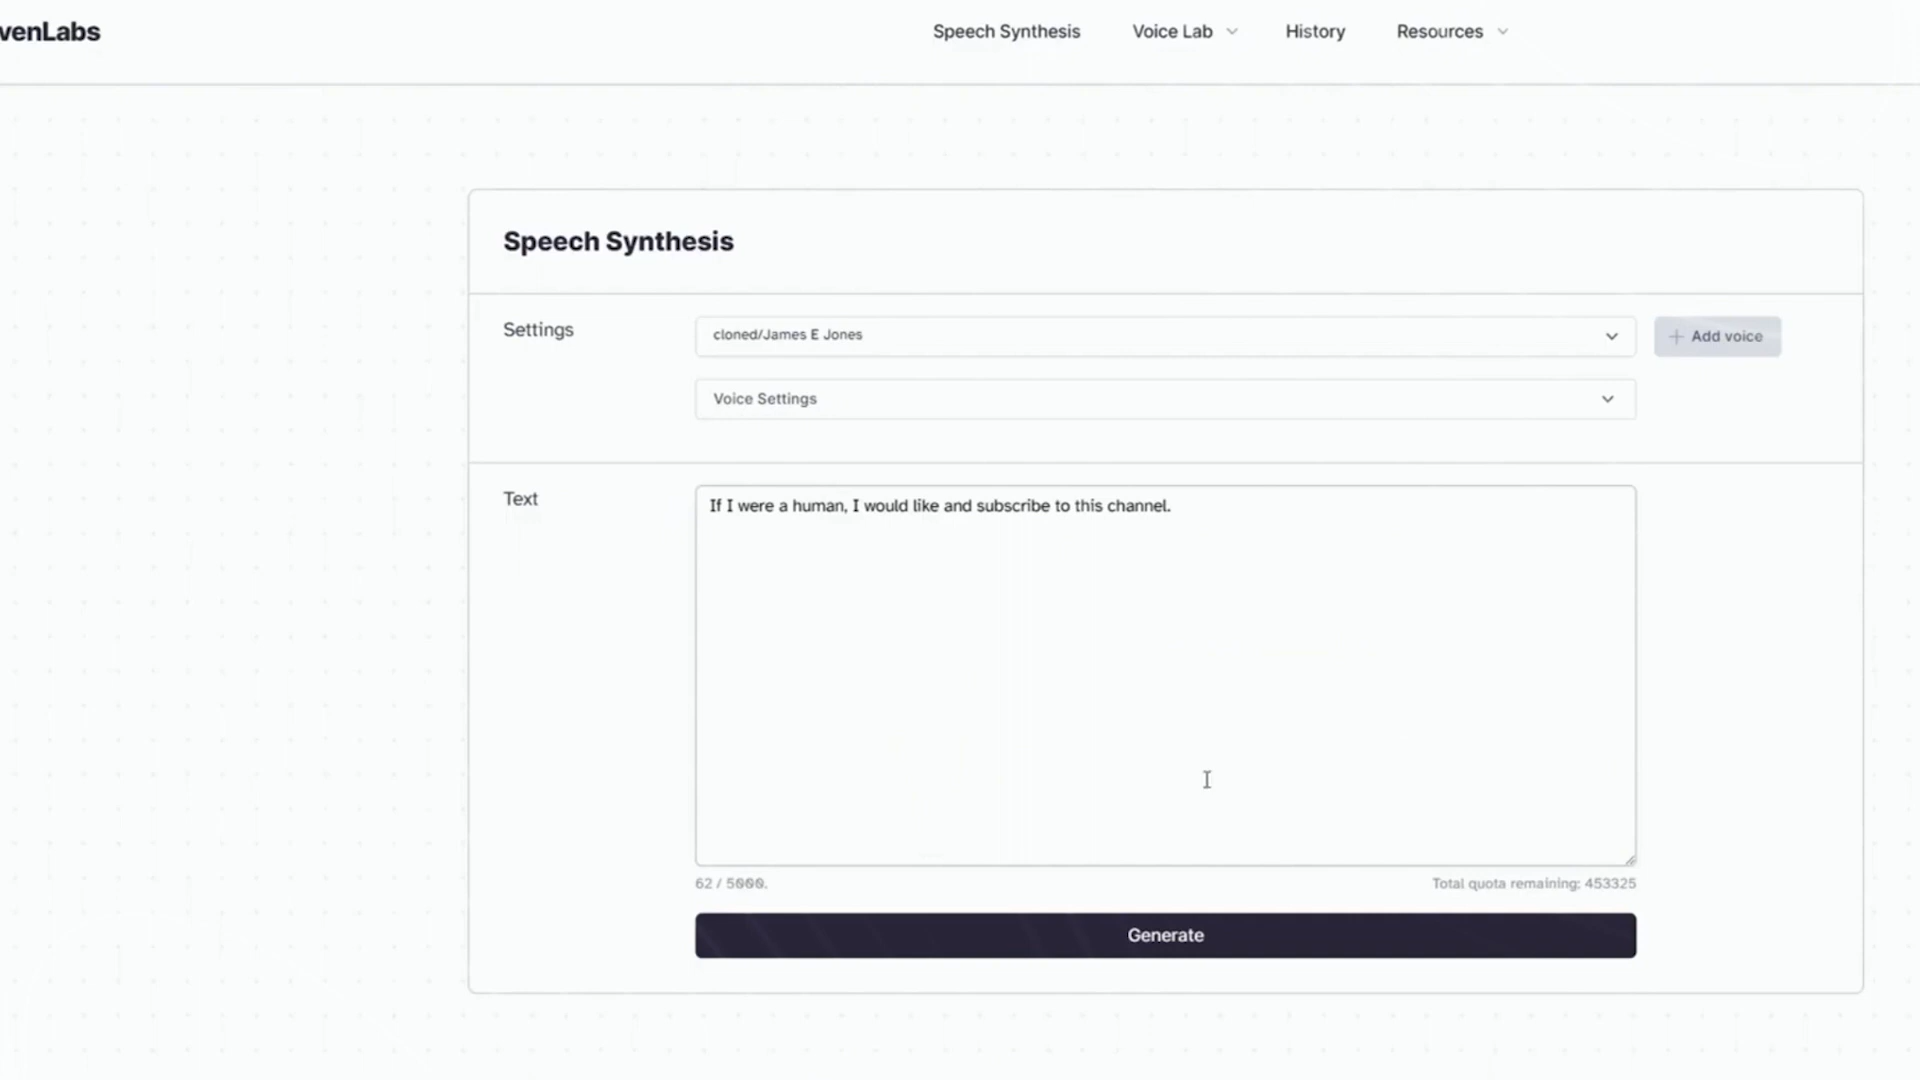 venLabs
Speech Synthesis Voice Lab History Resources
Speech Synthesis
Settings
cloned/James E Jones
+ Add voice
Voice Settings
Text
If I were a human, I would like and subscribe to this channel.
62 / 5000.
Total quota remaining: 453325
Generate